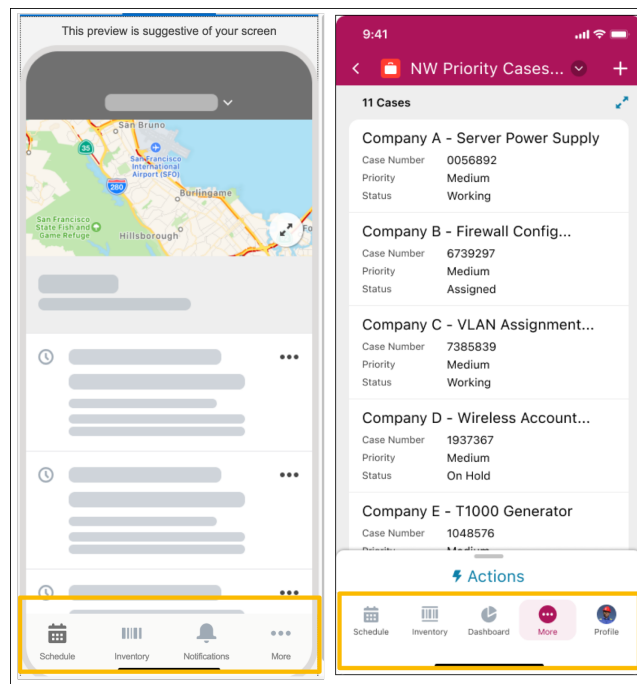 This preview is suggestive of your screen
San Bruno
35
San Francisco
International
Airport (SFO)
280
Burlingame
San Francisco
State Fish and
Game Refuge
Hillsborough
Fo
Schedule
Inventory
Notifications
More
9:41
NW Priority Cases...
11 Cases
Company A - Server Power Supply
Case Number 0056892
Priority Medium
Status Working
Company B - Firewall Config...
Case Number 6739297
Priority Medium
Status Assigned
Company C - VLAN Assignment...
Case Number 7385839
Priority Medium
Status Working
Company D - Wireless Account...
Case Number 1937367
Priority Medium
Status On Hold
Company E - T1000 Generator
Case Number 1048576
Priority Medium
Actions
Schedule
Inventory
Dashboard
More
Profile